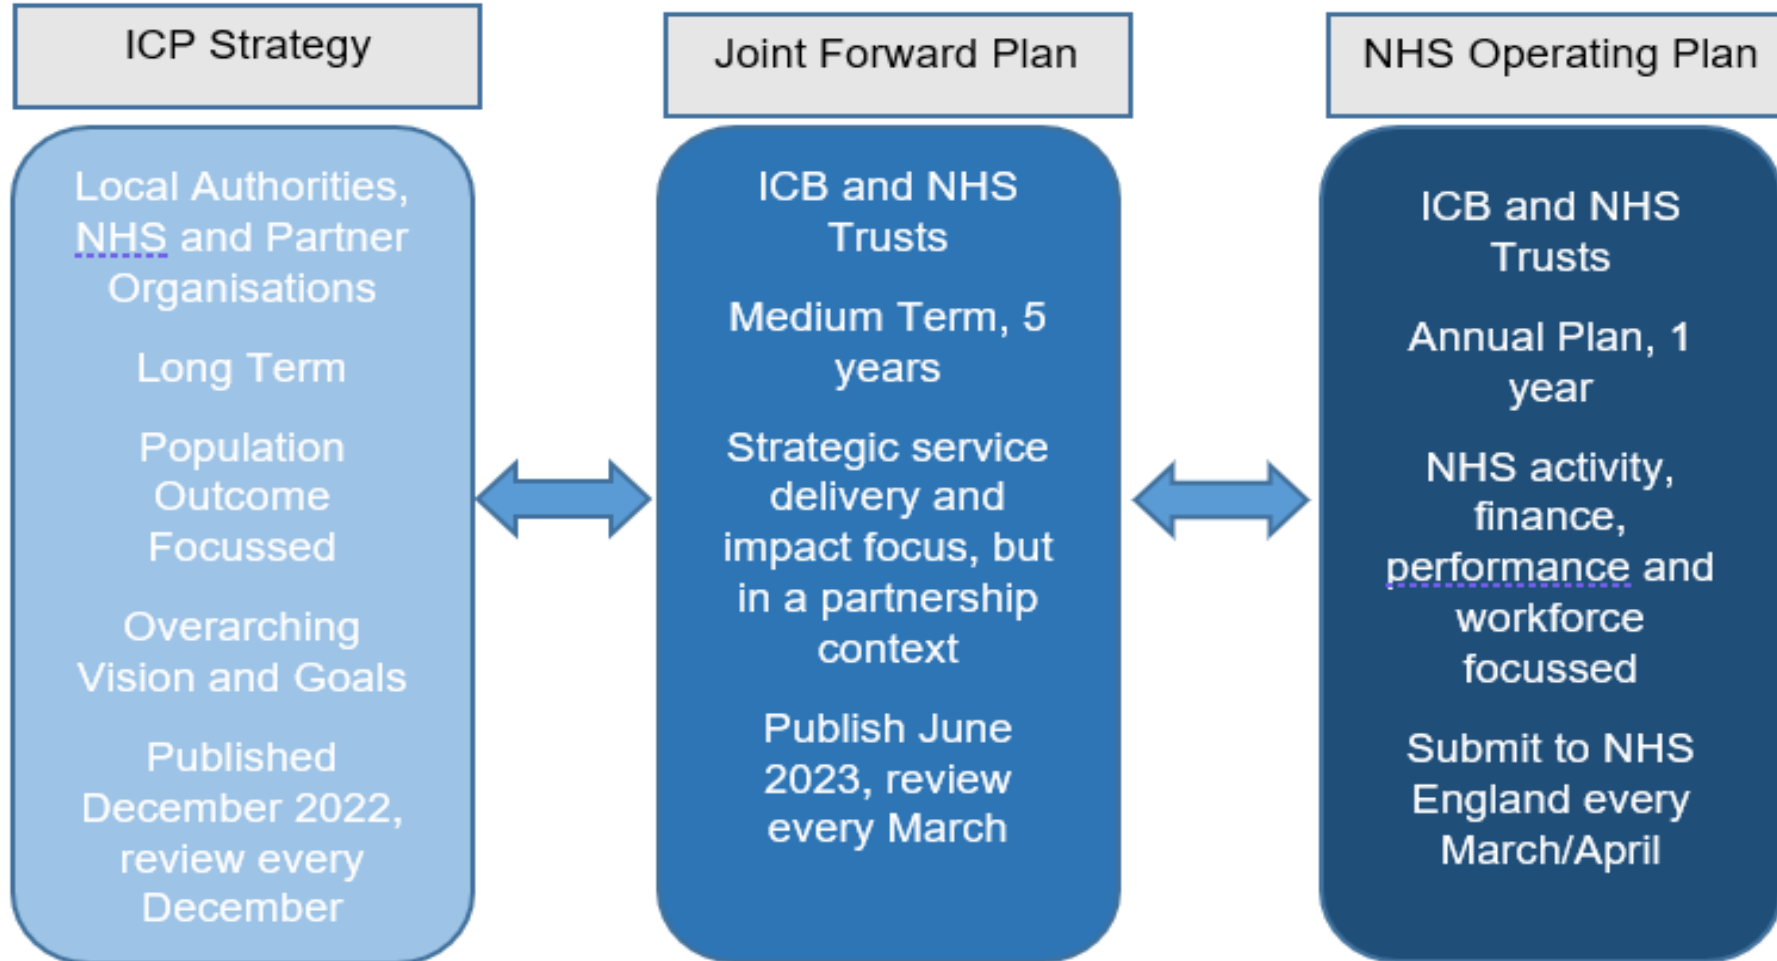 ICP Strategy
Local Authorities,
NHS and Partner
Organisations
Long Term
Population
Outcome
Focussed
Overarching
Vision and Goals
Published
December 2022,
review every
December
Joint Forward Plan
ICB and NHS
Trusts
Medium Term, 5
years
Strategic service
delivery and
impact focus, but
in a partnership
context
Publish June
2023, review
every March
NHS Operating Plan
ICB and NHS
Trusts
Annual Plan, 1
year
NHS activity,
finance,
performance and
workforce
focussed
Submit to NHS
England every
March/April